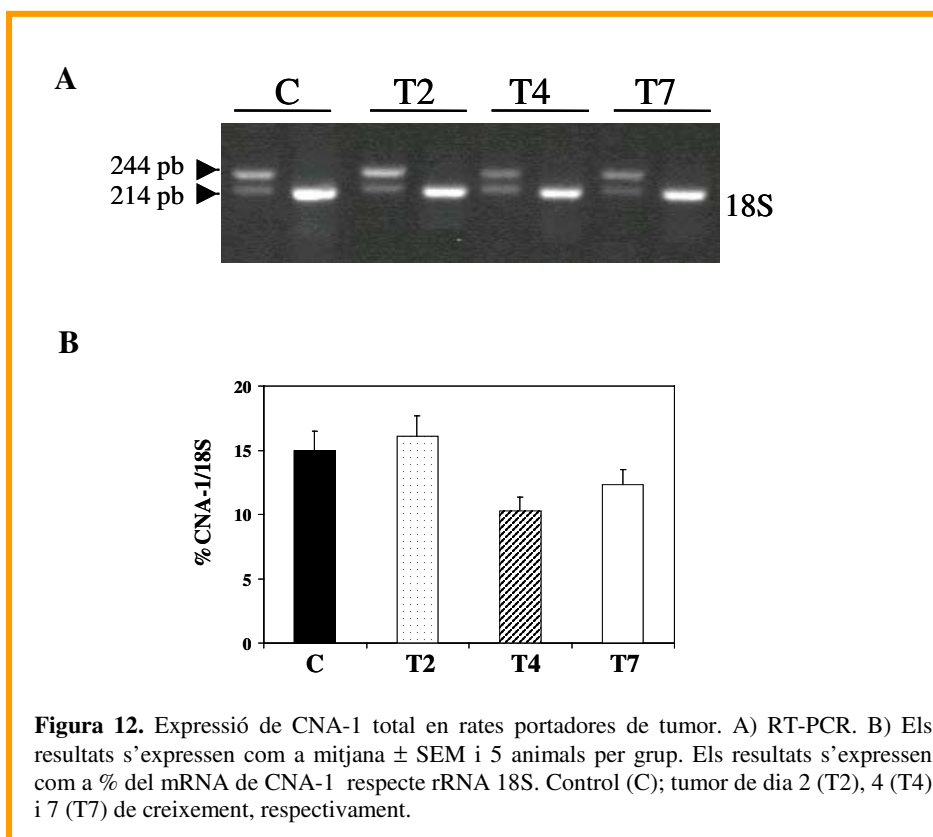 A
C T2 T4 T7
244 pb
214 pb
18S
B
% CNA-1/18S
20
15
10
5
0
C T2 T4 T7
Figura 12. Expressió de CNA-1 total en rates portadores de tumor. A) RT-PCR. B) Els
resultats s’expressen com a mitjana ± SEM i 5 animals per grup. Els resultats s’expressen
com a % del mRNA de CNA-1 respecte rRNA 18S. Control (C); tumor de dia 2 (T2), 4 (T4)
i 7 (T7) de creixement, respectivament.